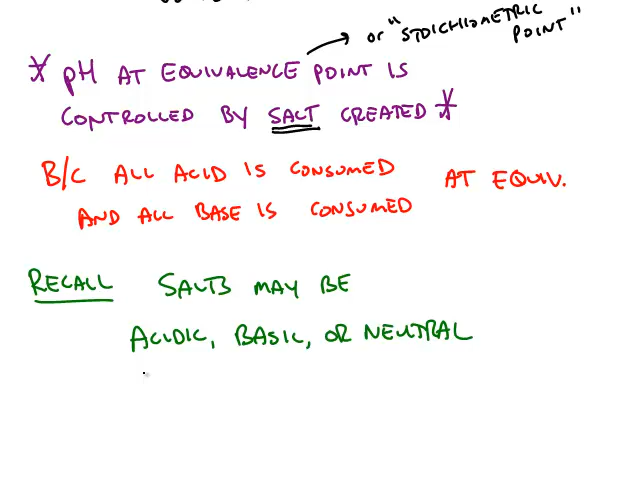 or "STOICHIOMETRIC
POINT"
* pH AT EQUIVALENCE POINT IS
CONTROLLED BY SALT CREATED *
B/C ALL ACID IS CONSUMED AT EQUIV.
AND ALL BASE IS CONSUMED
RECALL SALTS MAY BE
ACIDIC, BASIC, OR NEUTRAL